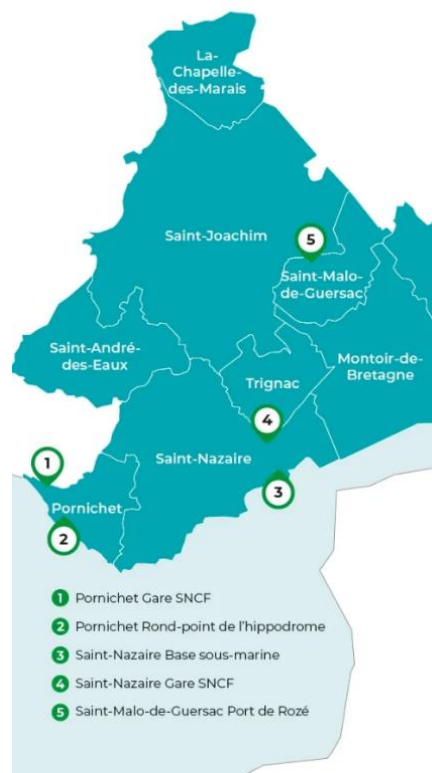 La-
Chapelle-
des-Marais
Saint-Joachim
5
Saint-Malo-
de-Guersac
Saint-André-
des-Eaux
Montoir-de-
Bretagne
Trignac
4
Saint-Nazaire
1
3
Pornichet
2
1 Pornichet Gare SNCF
2 Pornichet Rond-point de l'hippodrome
3 Saint-Nazaire Base sous-marine
4 Saint-Nazaire Gare SNCF
5 Saint-Malo-de-Guersac Port de Rozé